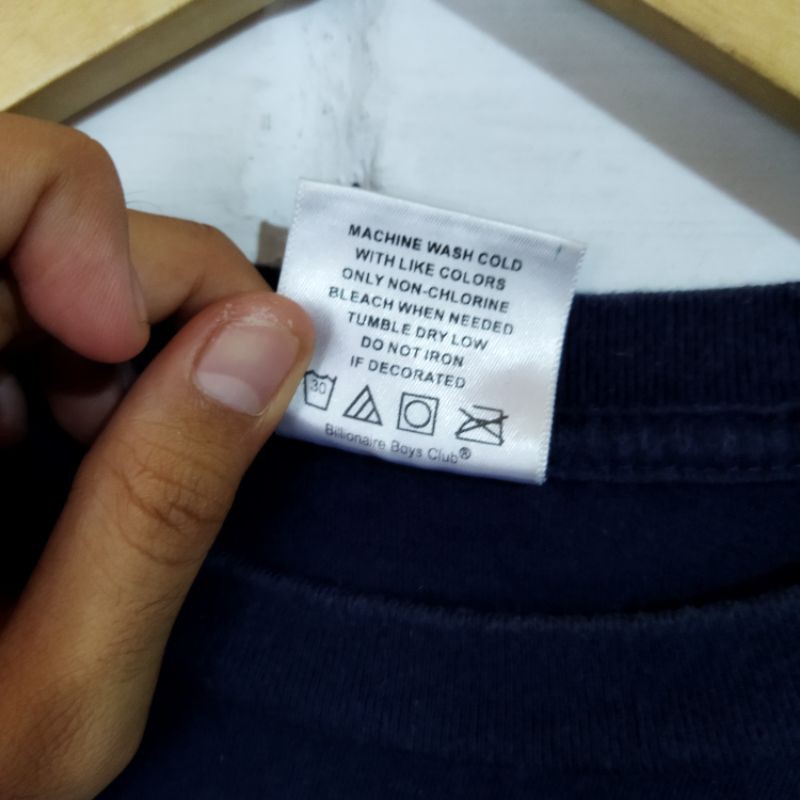 MACHINE WASH COLD
WITH LIKE COLORS
ONLY NON-CHLORINE
BLEACH WHEN NEEDED
TUMBLE DRY LOW
DO NOT IRON
IF DECORATED
30
Billionaire Boys Club®